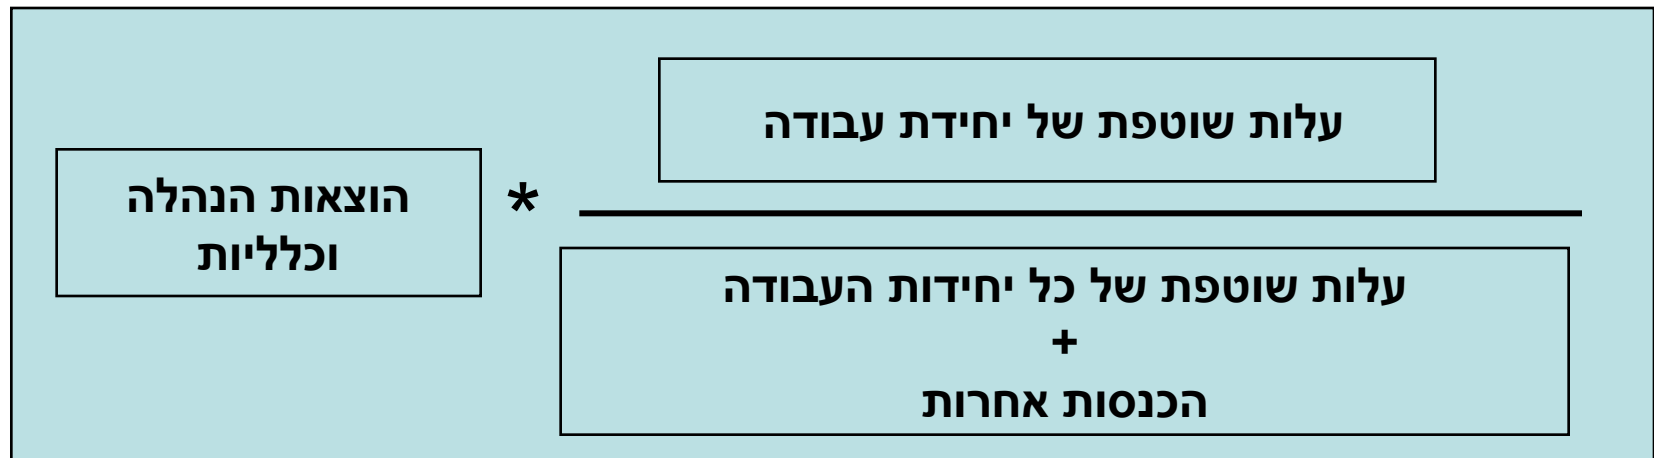 עלות שוטפת של יחידת עבודה
הוצאות הנהלה
וכלליות
*
עלות שוטפת של כל יחידות העבודה
+
הכנסות אחרות